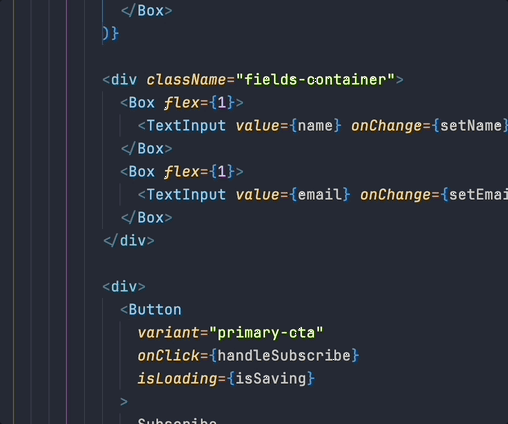 </Box>
)}
<div className="fields-container">
<Box flex={1}>
<TextInput value={name} onChange={setName}
</Box>
<Box flex={1}>
<TextInput value={email} onChange={setEmai
</Box>
</div>
<div>
<Button
variant="primary-cta"
onClick={handleSubscribe}
isLoading={isSaving}
>
Subscribe